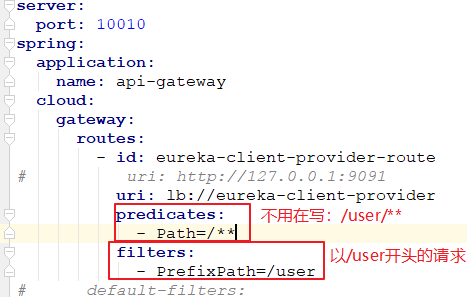 server:
  port: 10010
spring:
  application:
    name: api-gateway
  cloud:
    gateway:
      routes:
        - id: eureka-client-provider-route
#           uri: http://127.0.0.1:9091
          uri: lb://eureka-client-provider
          predicates: 不用在写：/user/**
            - Path=/**
          filters: 以/user开头的请求
            - PrefixPath=/user
#       default-filters: